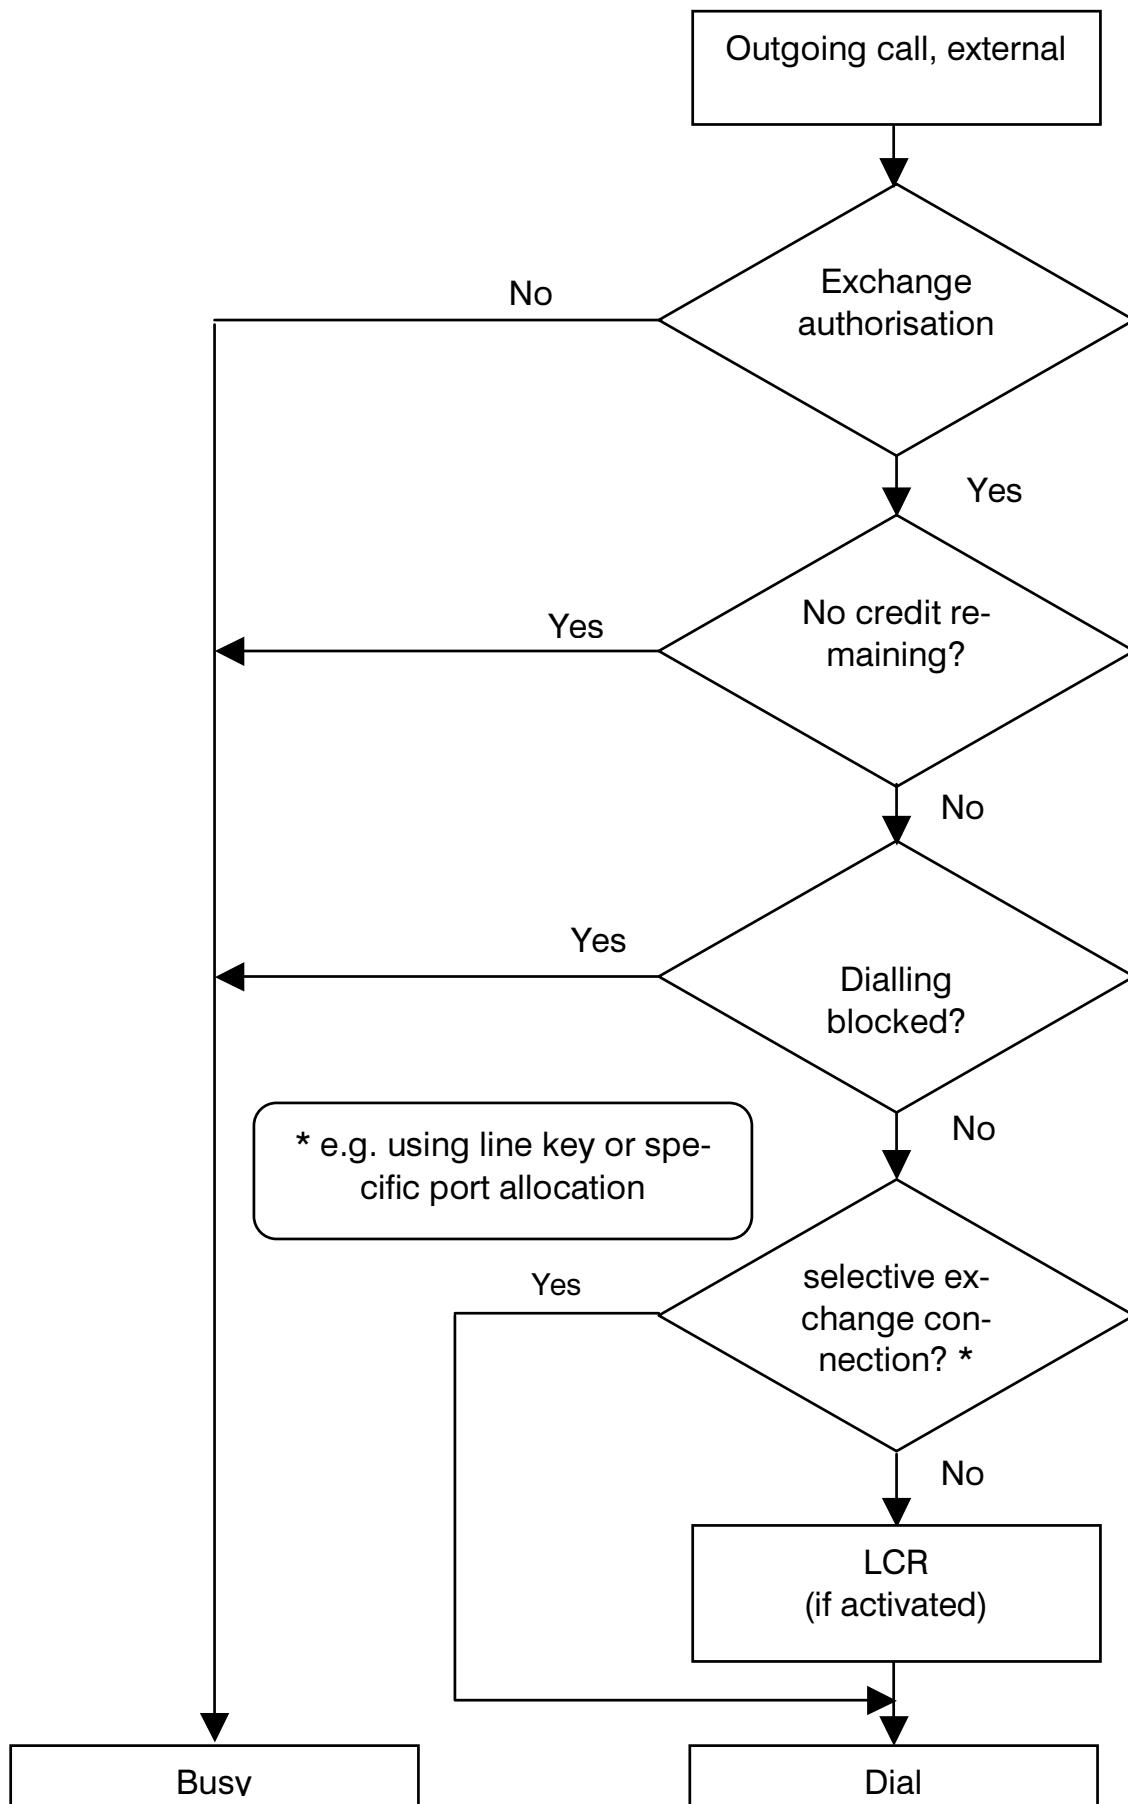 Outgoing call, external
Exchange
authorisation
No
Yes
No credit re-
maining?
Yes
No
Dialling
blocked?
Yes
No
* e.g. using line key or spe-
cific port allocation
selective ex-
change con-
nection? *
Yes
No
LCR
(if activated)
Busy
Dial